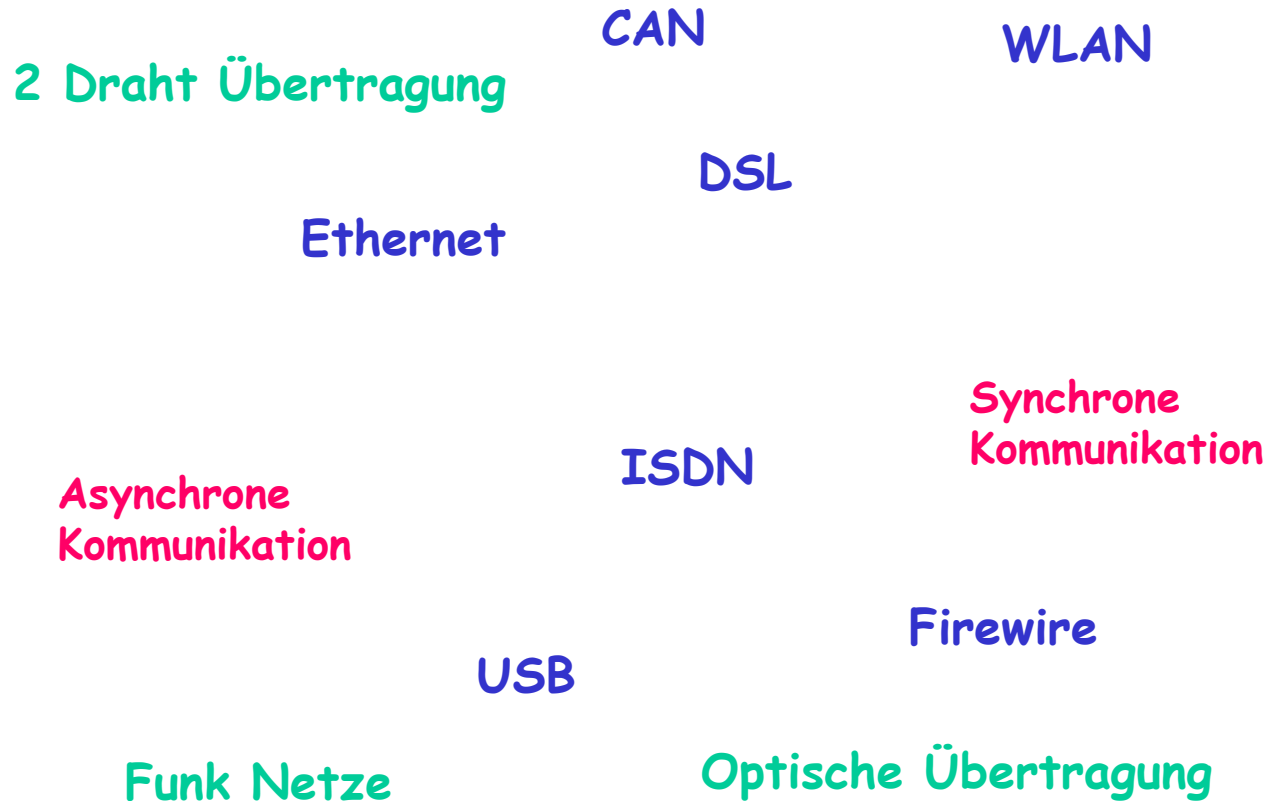 CAN
WLAN
2 Draht Übertragung
DSL
Ethernet
Synchrone
Kommunikation
ISDN
Asynchrone
Kommunikation
Firewire
USB
Optische Übertragung
Funk Netze